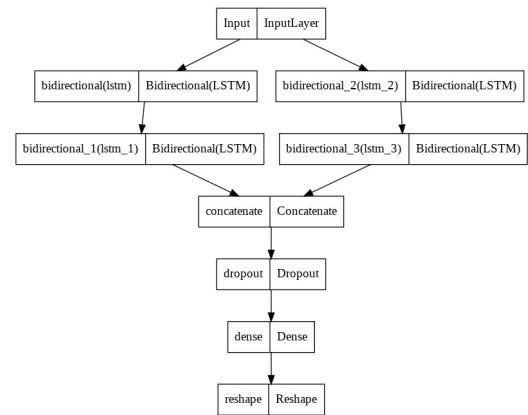 Input InputLayer
bidirectional(lstm) Bidirectional(LSTM) bidirectional_2(lstm_2) Bidirectional(LSTM)
bidirectional_1(lstm_1) Bidirectional(LSTM) bidirectional_3(lstm_3) Bidirectional(LSTM)
concatenate Concatenate
dropout Dropout
dense Dense
reshape Reshape